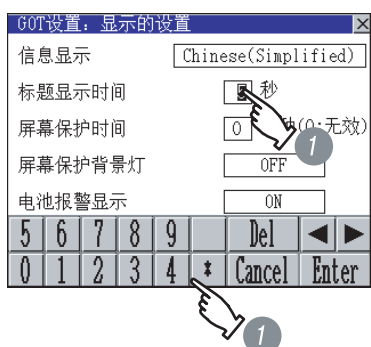 GOT设置：显示的设置 ×
信息显示 Chinese(Simplified)
标题显示时间 秒
屏幕保护时间 0 (0:无效)
1
屏幕保护背景灯 OFF
电池报警显示 ON
5 6 7 8 9 Del ◀ ▶
0 1 2 3 4 * Cancel Enter
1